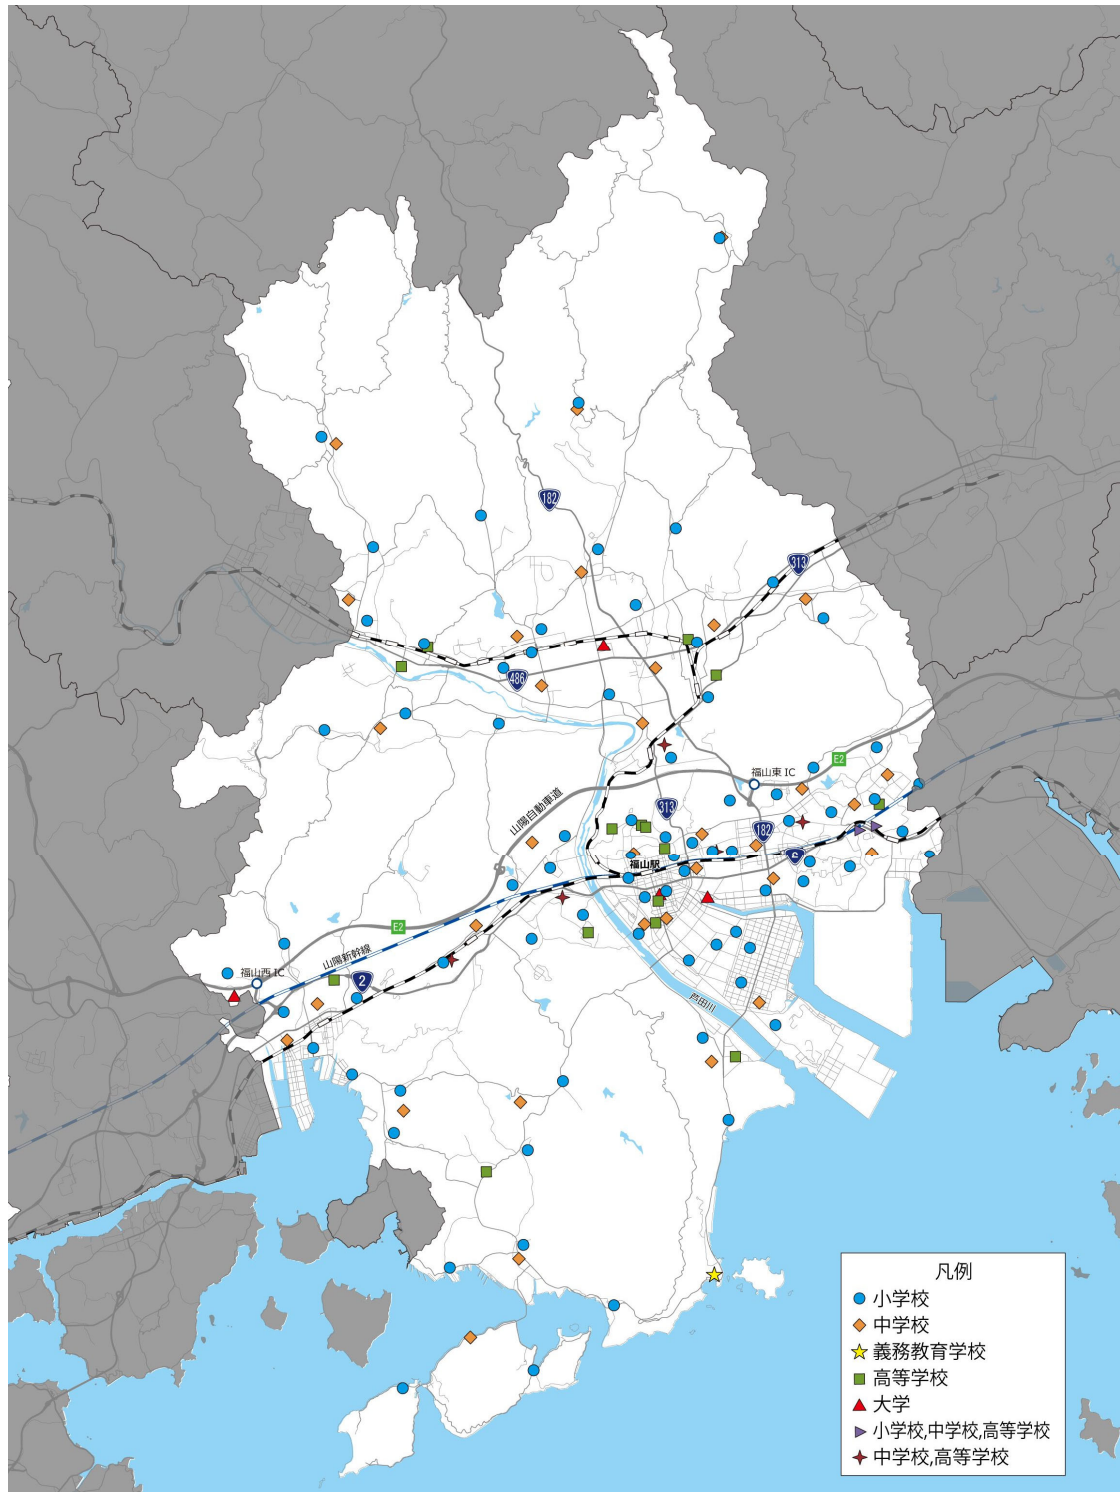 182
313
486
福山東 IC
E2
山陽自動車道
313
182
福山駅
2
E2
山陽新幹線
福山西 IC
2
芦田川
凡例
小学校
中学校
義務教育学校
高等学校
大学
小学校,中学校,高等学校
中学校,高等学校